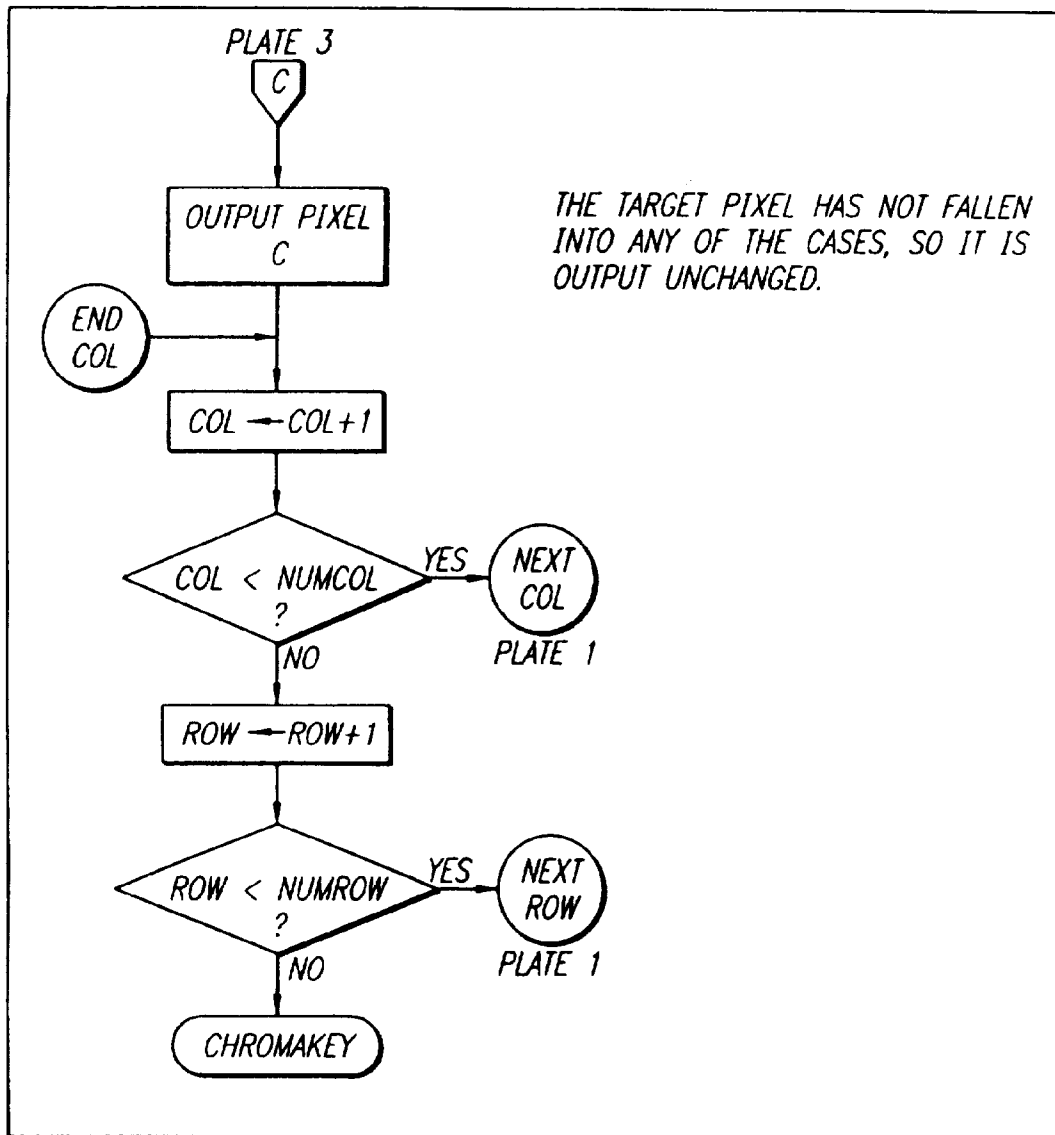 PLATE 3
C
OUTPUT PIXEL
C
THE TARGET PIXEL HAS NOT FALLEN
INTO ANY OF THE CASES, SO IT IS
OUTPUT UNCHANGED.
END
COL
COL ← COL+1
COL < NUMCOL
?
YES
NEXT
COL
PLATE 1
NO
ROW ← ROW+1
ROW < NUMROW
?
YES
NEXT
ROW
PLATE 1
NO
CHROMAKEY